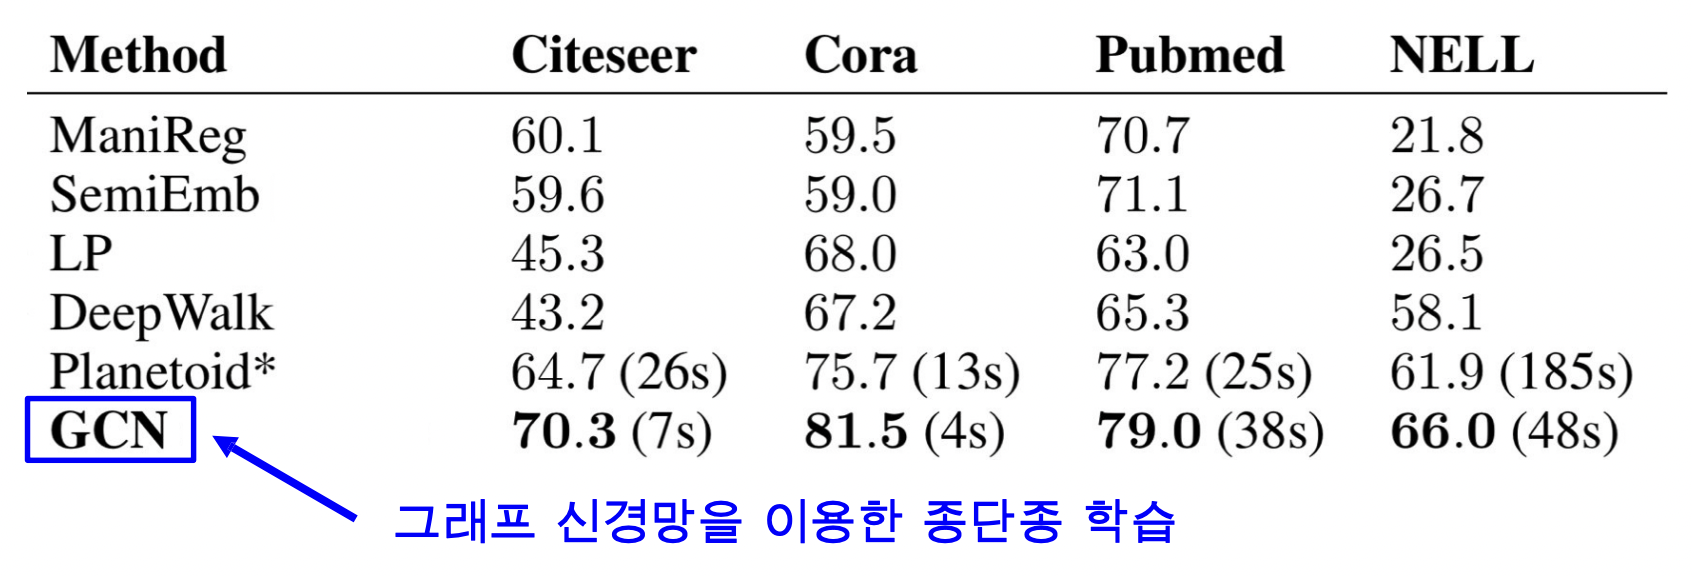 Method Citeseer Cora Pubmed NELL
ManiReg 60.1 59.5 70.7 21.8
SemiEmb 59.6 59.0 71.1 26.7
LP 45.3 68.0 63.0 26.5
DeepWalk 43.2 67.2 65.3 58.1
Planetoid* 64.7 (26s) 75.7 (13s) 77.2 (25s) 61.9 (185s)
GCN 70.3 (7s) 81.5 (4s) 79.0 (38s) 66.0 (48s)
그래프 신경망을 이용한 종단종 학습